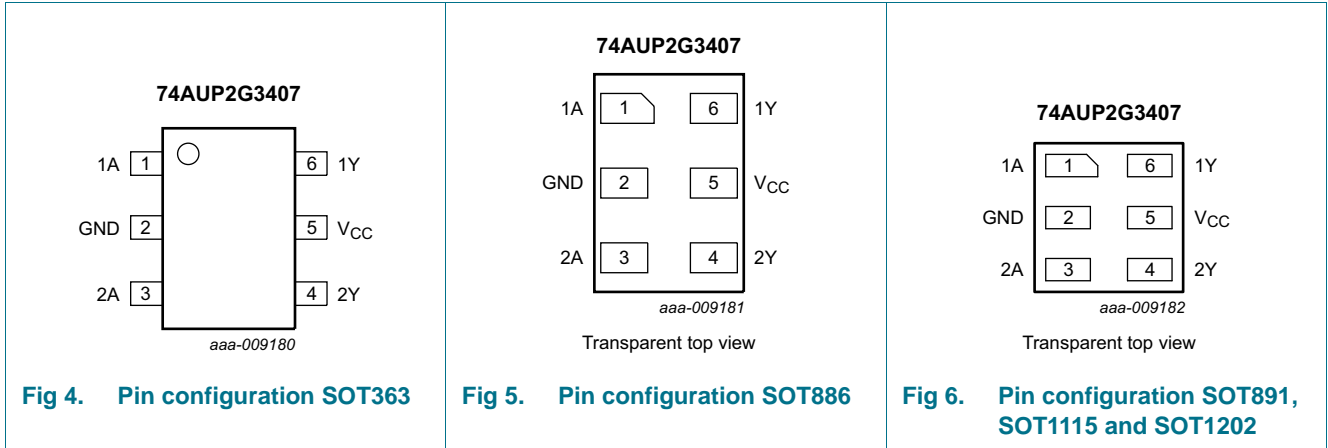 74AUP2G3407
1A 1 6 1Y
GND 2 5 VCC
2A 3 4 2Y
aaa-009180
Fig 4. Pin configuration SOT363
74AUP2G3407
1A 1 6 1Y
GND 2 5 VCC
2A 3 4 2Y
aaa-009181
Transparent top view
Fig 5. Pin configuration SOT886
74AUP2G3407
1A 1 6 1Y
GND 2 5 VCC
2A 3 4 2Y
aaa-009182
Transparent top view
Fig 6. Pin configuration SOT891,
SOT1115 and SOT1202